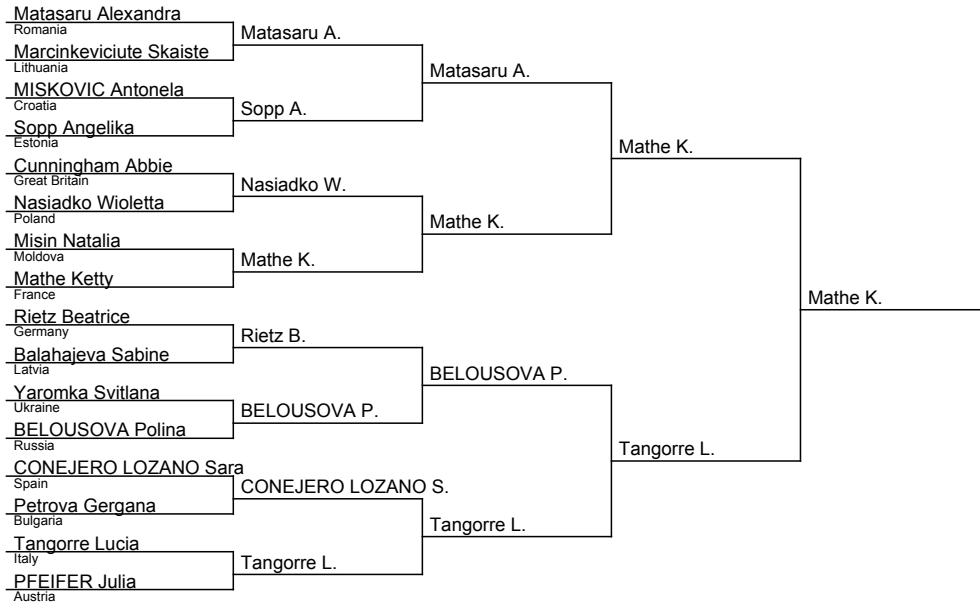 Matasaru Alexandra
Romania
Marcinkeviciute Skaiste
Lithuania
MISKOVIC Antonela
Croatia
Sopp Angelika
Estonia
Cunningham Abbie
Great Britain
Nasiadko Wioletta
Poland
Misin Natalia
Moldova
Mathe Ketty
France
Rietz Beatrice
Germany
Balahajeva Sabine
Latvia
Yaromka Svitlana
Ukraine
BELOUSOVA Polina
Russia
CONEJERO LOZANO Sara
Spain
Petrova Gergana
Bulgaria
Tangorre Lucia
Italy
PFEIFER Julia
Austria
Matasaru A.
Sopp A.
Nasiadko W.
Mathe K.
Rietz B.
BELOUSOVA P.
CONEJERO LOZANO S.
Tangorre L.
Matasaru A.
Mathe K.
BELOUSOVA P.
Tangorre L.
Mathe K.
Tangorre L.
Mathe K.